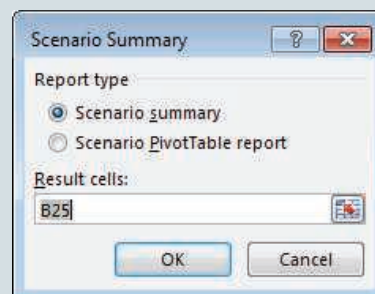 Scenario Summary
Report type
Scenario summary
Scenario PivotTable report
Result cells:
B25
OK
Cancel